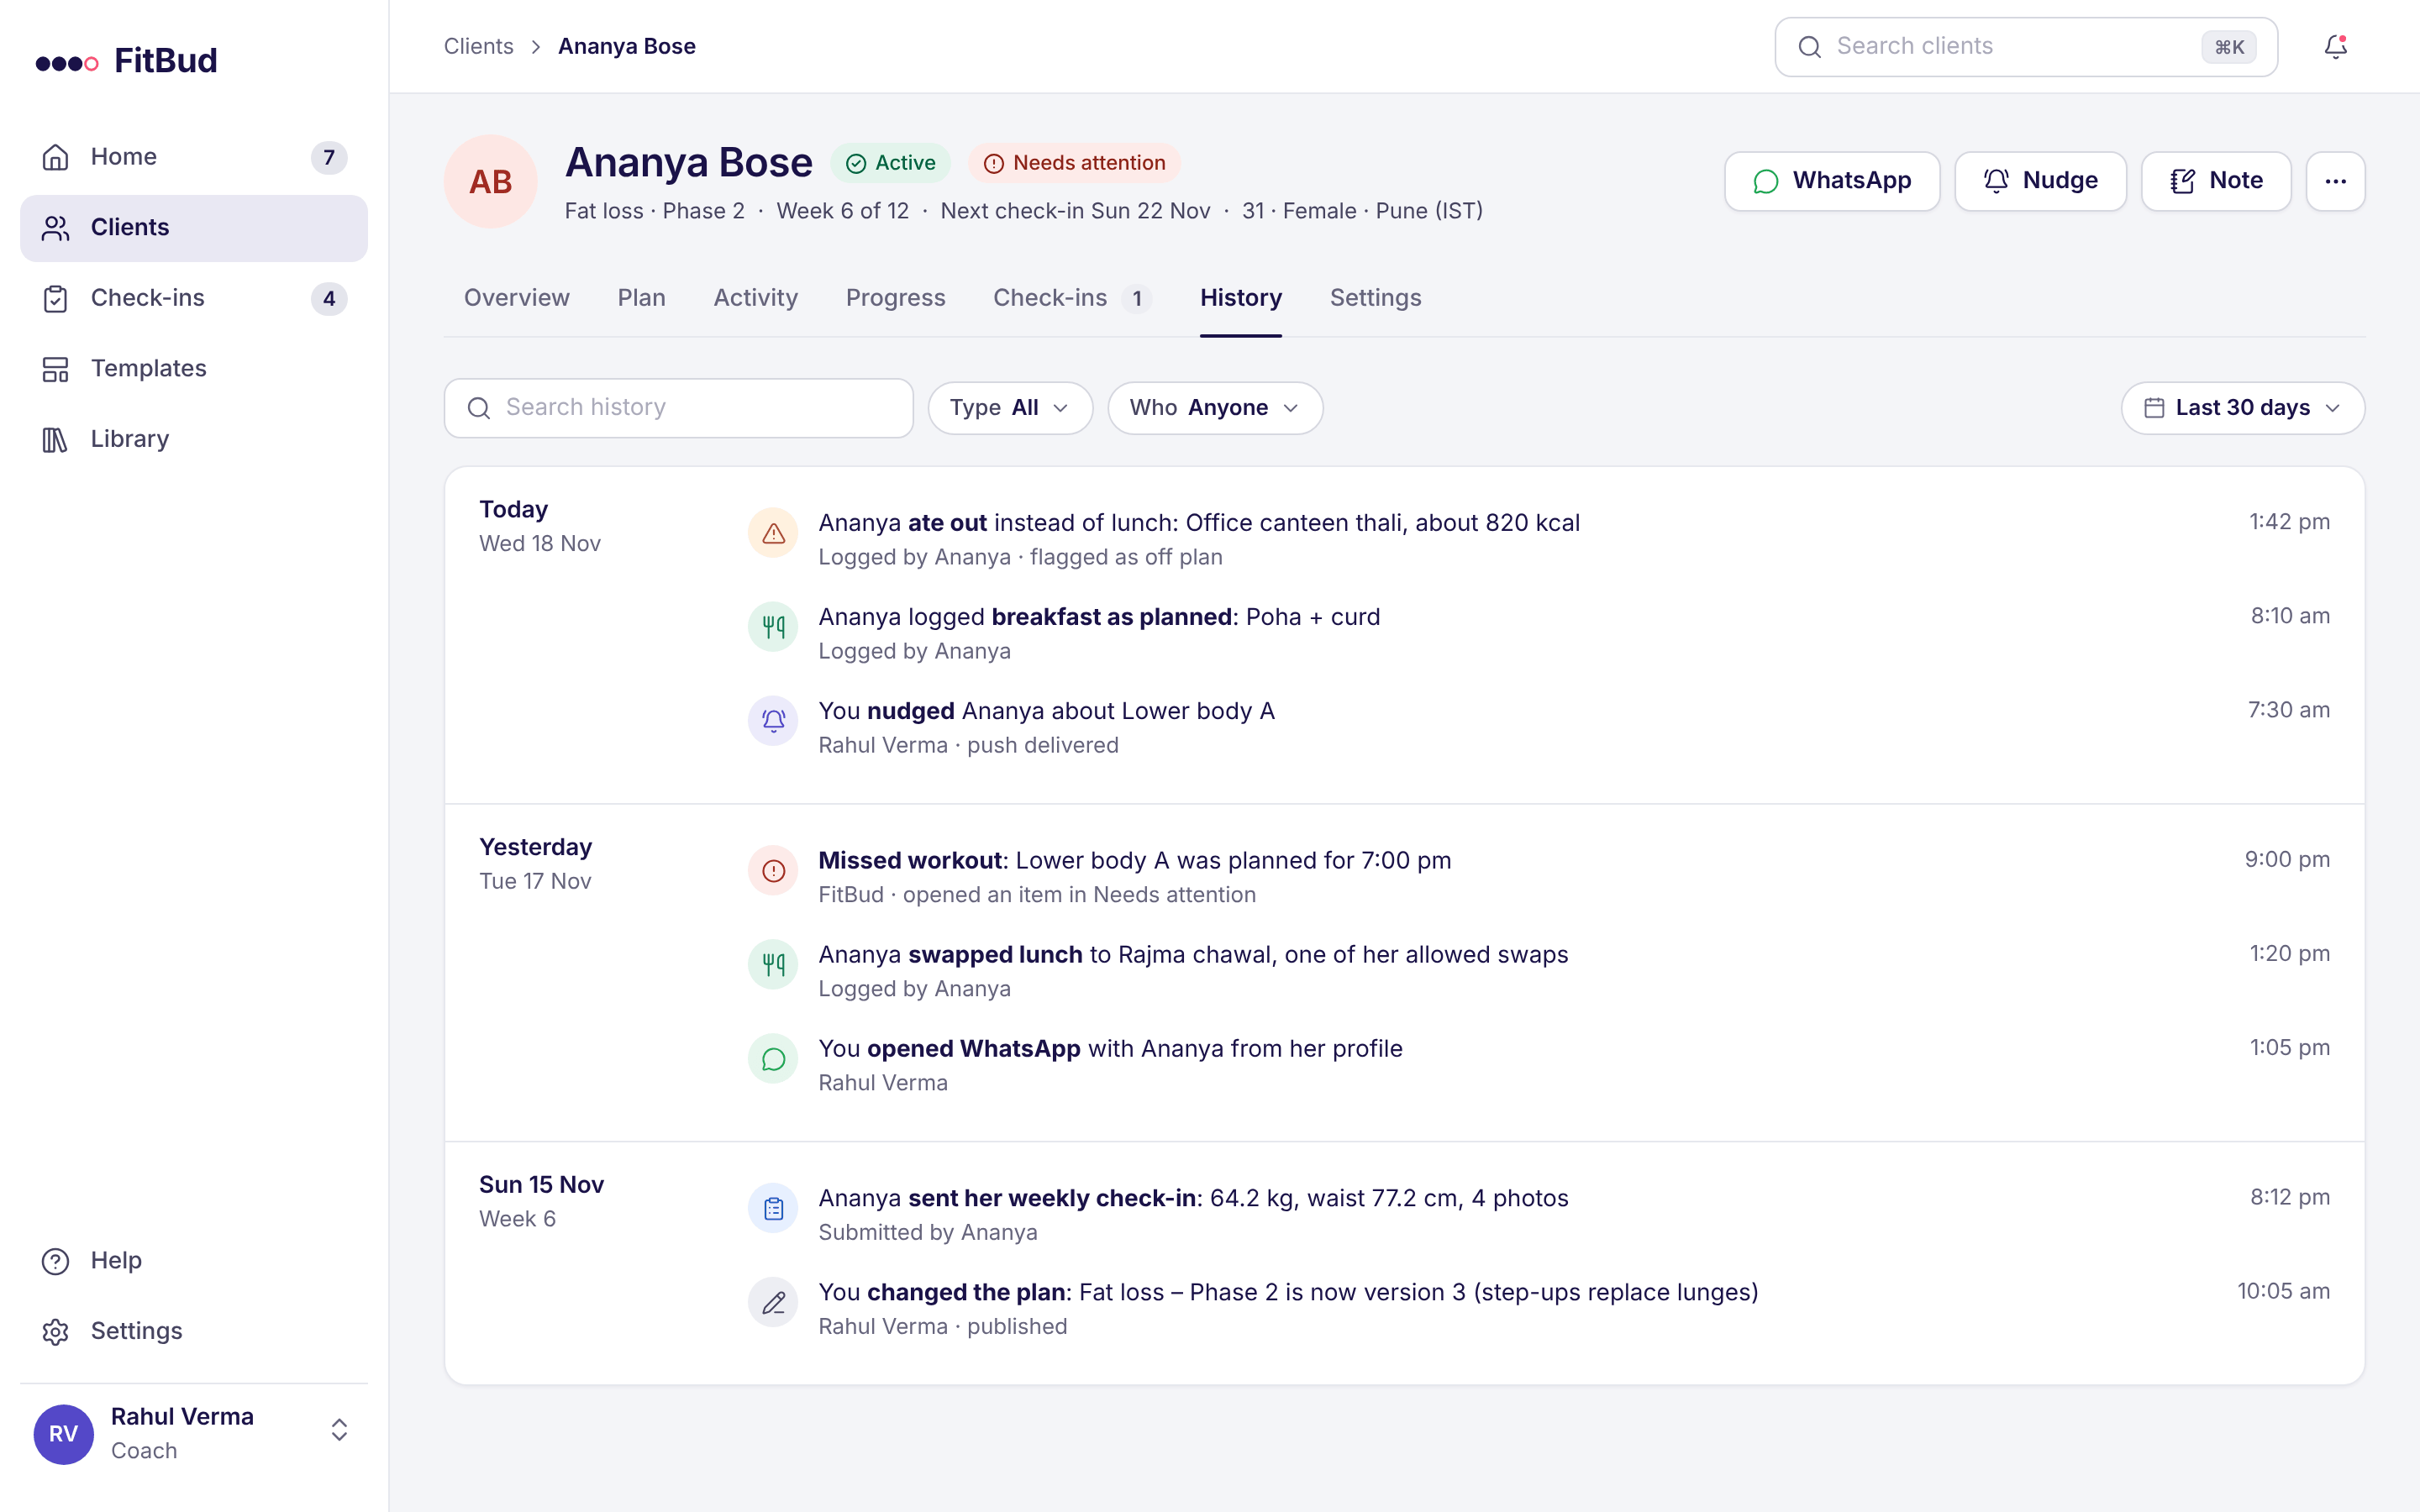 FitBud
Home 7
Clients
Check-ins 4
Templates
Library
Help
Settings
RV
Rahul Verma
Coach
Clients Ananya Bose
Search clients ⌘K
AB
Ananya Bose Active Needs attention
Fat loss · Phase 2 · Week 6 of 12 · Next check-in Sun 22 Nov · 31 · Female · Pune (IST)
WhatsApp Nudge Note
Overview Plan Activity Progress Check-ins 1 History Settings
Search history Type All Who Anyone Last 30 days
Today
Wed 18 Nov
Ananya ate out instead of lunch: Office canteen thali, about 820 kcal 1:42 pm
Logged by Ananya · flagged as off plan
Ananya logged breakfast as planned: Poha + curd 8:10 am
Logged by Ananya
You nudged Ananya about Lower body A 7:30 am
Rahul Verma · push delivered
Yesterday
Tue 17 Nov
Missed workout: Lower body A was planned for 7:00 pm 9:00 pm
FitBud · opened an item in Needs attention
Ananya swapped lunch to Rajma chawal, one of her allowed swaps 1:20 pm
Logged by Ananya
You opened WhatsApp with Ananya from her profile 1:05 pm
Rahul Verma
Sun 15 Nov
Week 6
Ananya sent her weekly check-in: 64.2 kg, waist 77.2 cm, 4 photos 8:12 pm
Submitted by Ananya
You changed the plan: Fat loss – Phase 2 is now version 3 (step-ups replace lunges) 10:05 am
Rahul Verma · published